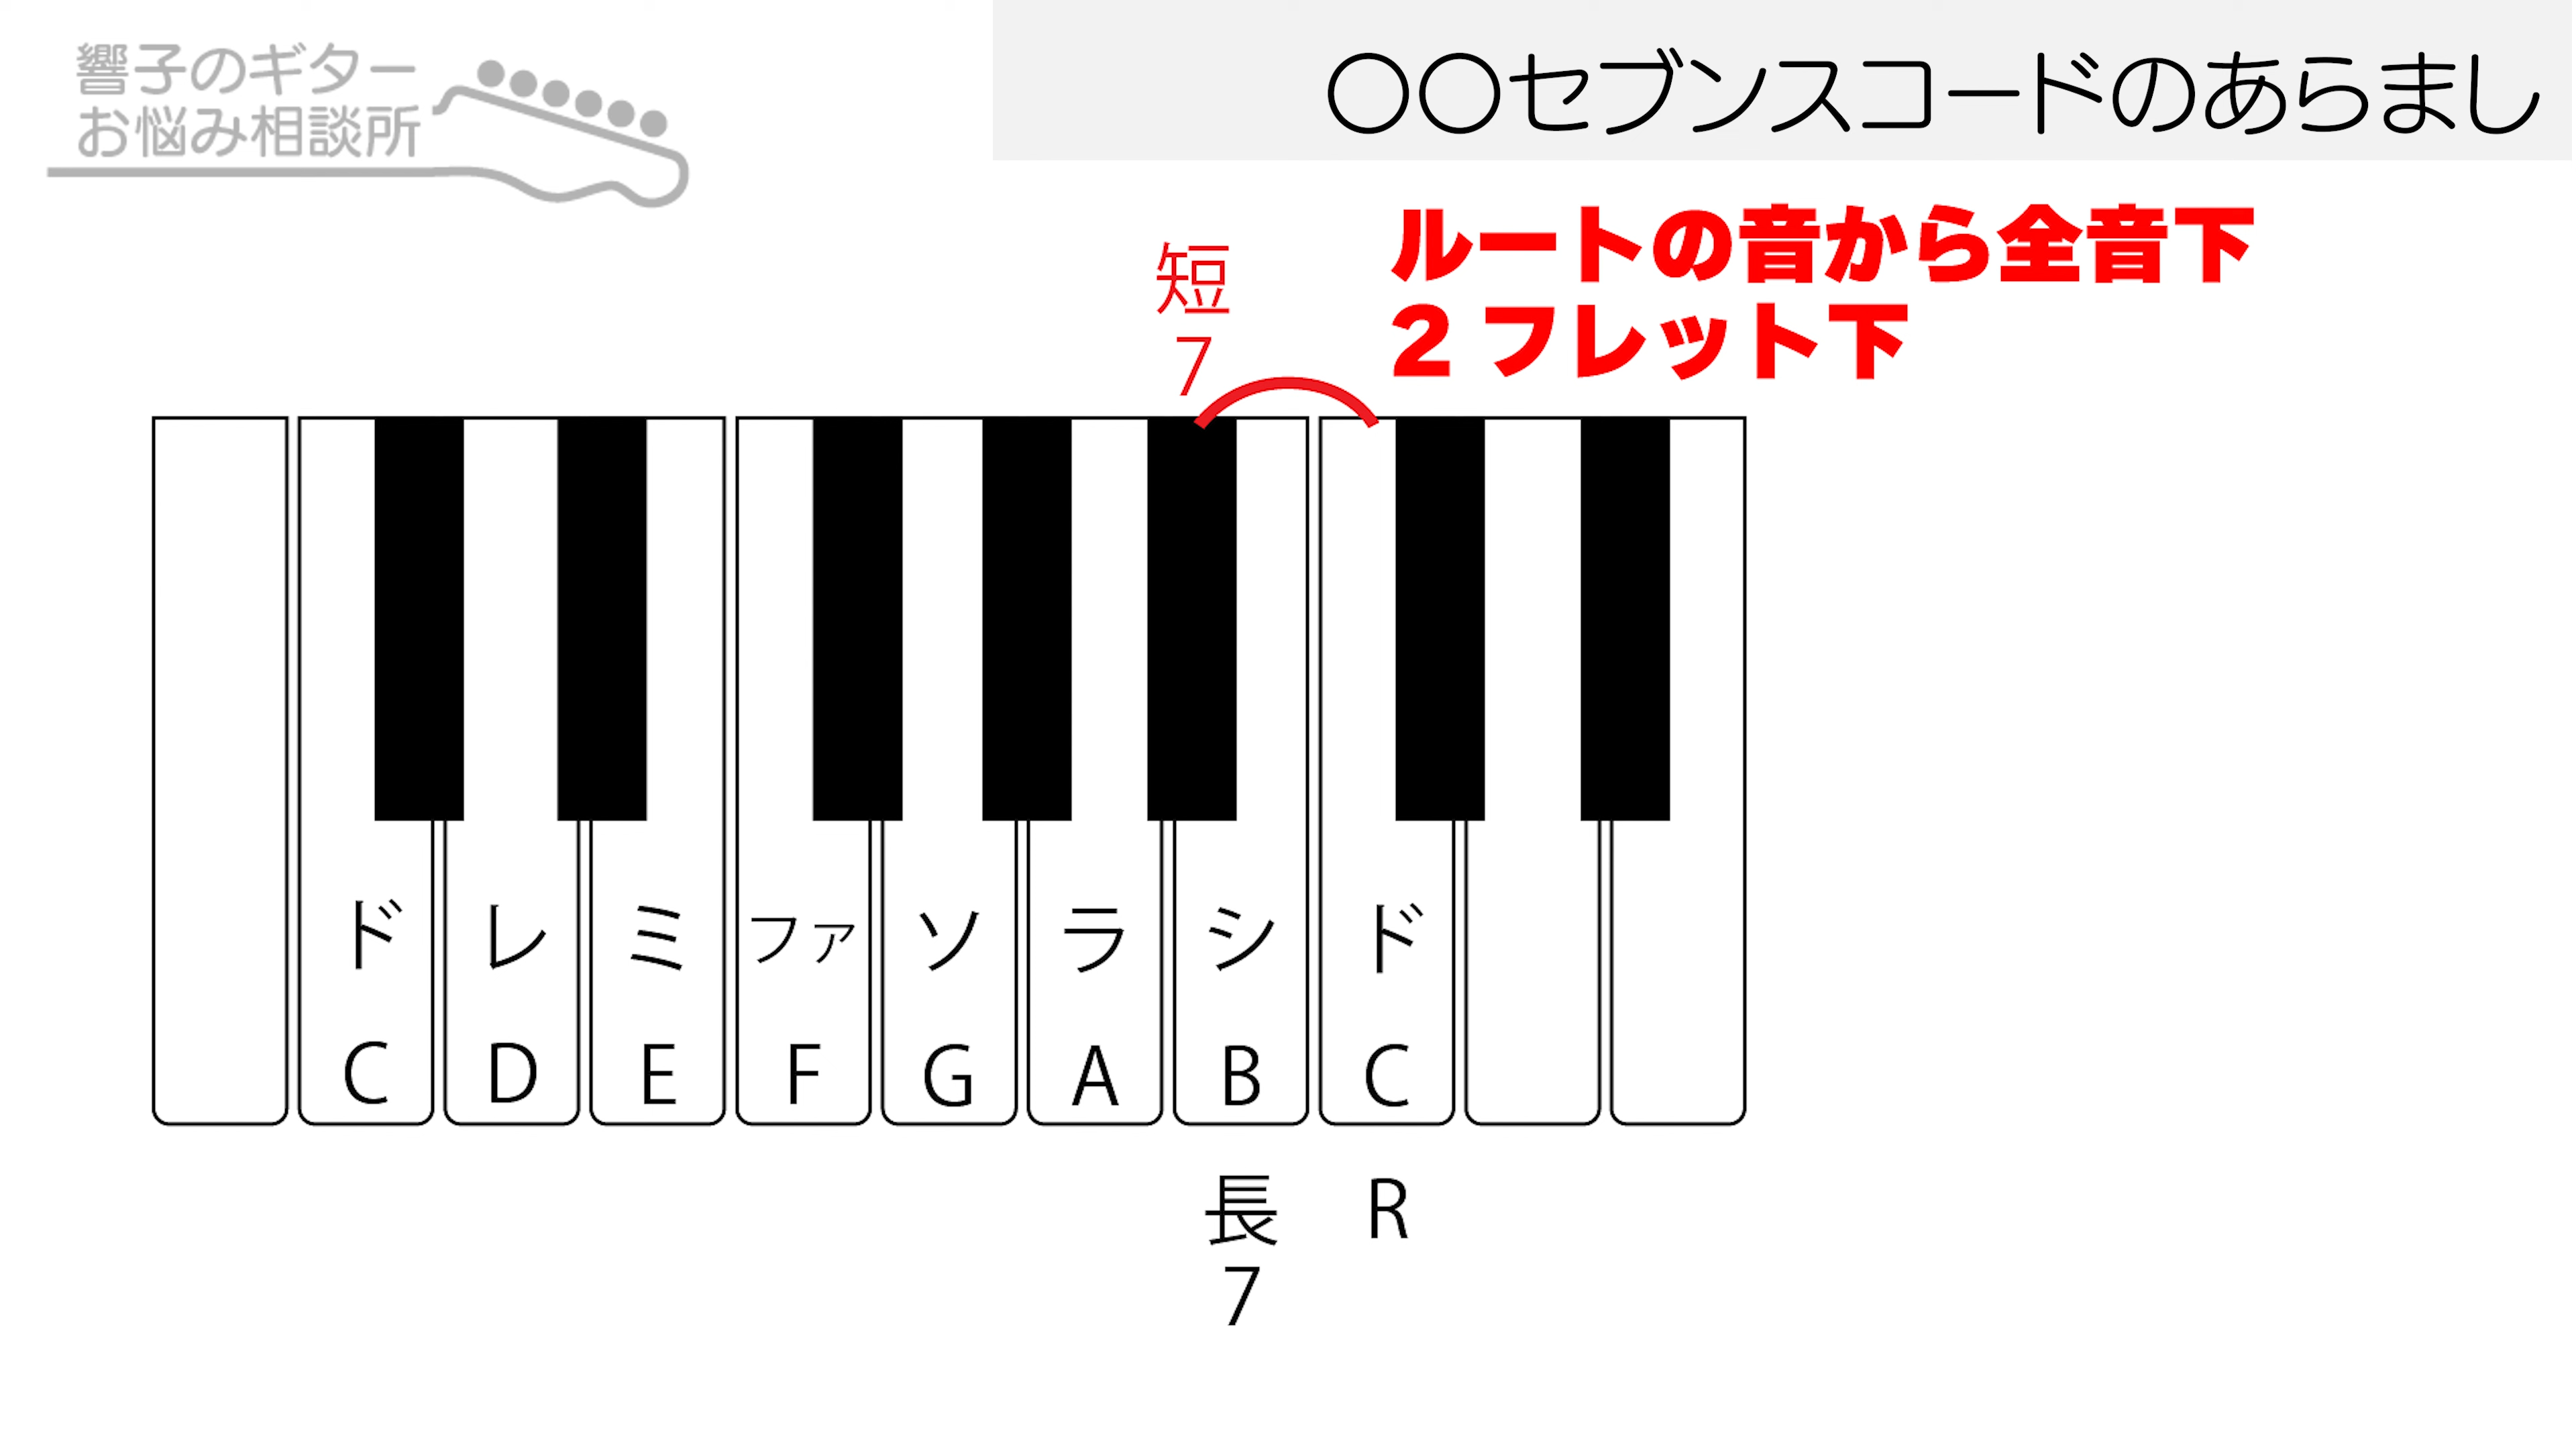 響子のギター
お悩み相談所
〇〇セブンスコードのあらまし
ルートの音から全音下
2フレット下
短
7
ド レ ミ ファ ソ ラ シ ド
C D E F G A B C
長 R
7